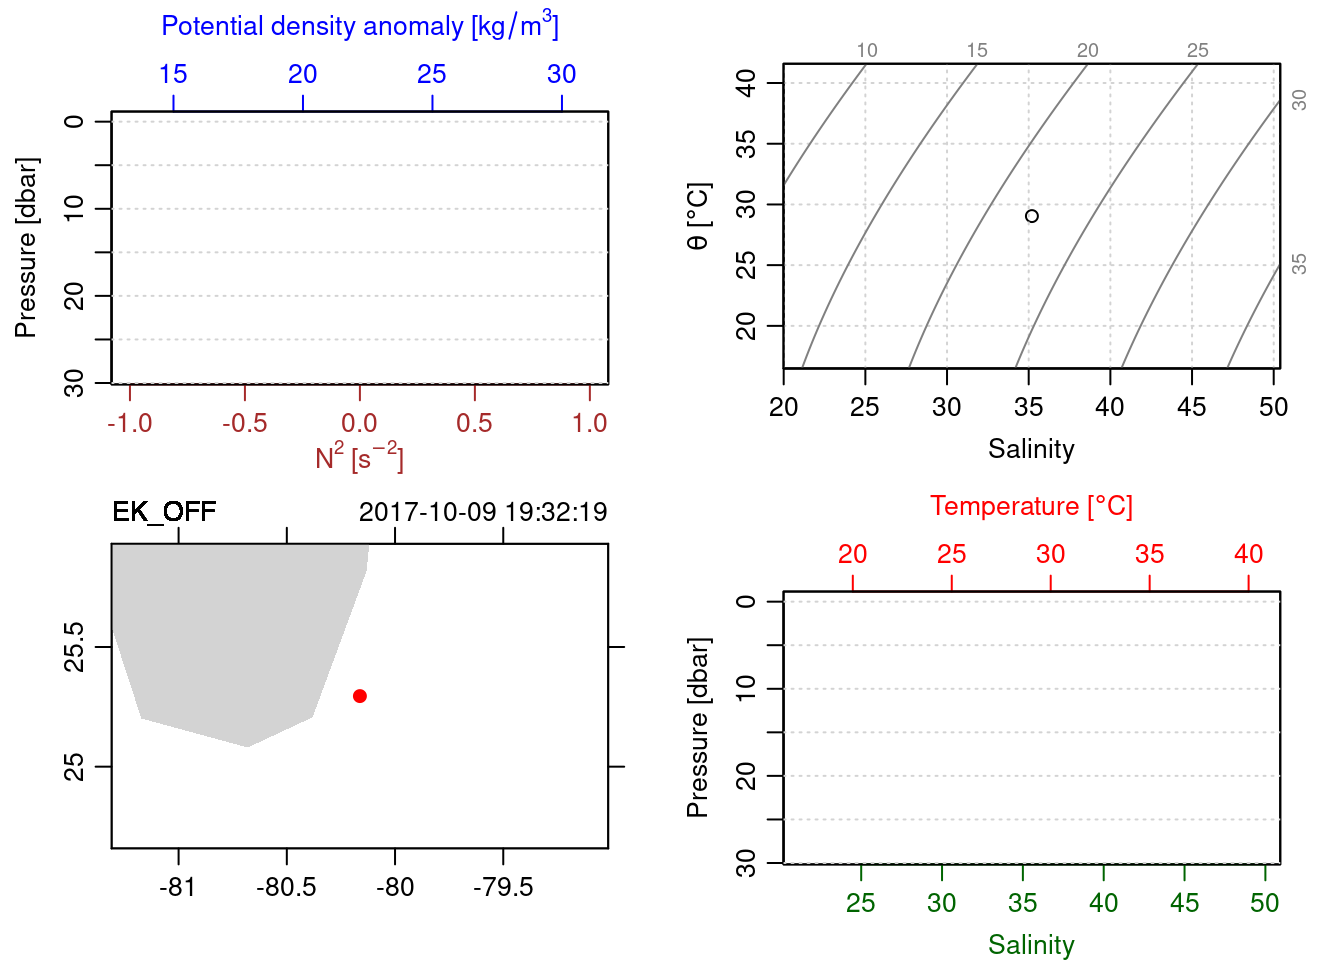 Potential density anomaly [kg/m³]
15 20 25 30
Pressure [dbar]
0 10 20 30
-1.0 -0.5 0.0 0.5 1.0
N² [s⁻²]
10 15 20 25
30 35
θ [°C]
40 35 30 25 20
20 25 30 35 40 45 50
Salinity
EK_OFF 2017-10-09 19:32:19
25.5 25
-81 -80.5 -80 -79.5
Temperature [°C]
20 25 30 35 40
Pressure [dbar]
0 10 20 30
25 30 35 40 45 50
Salinity